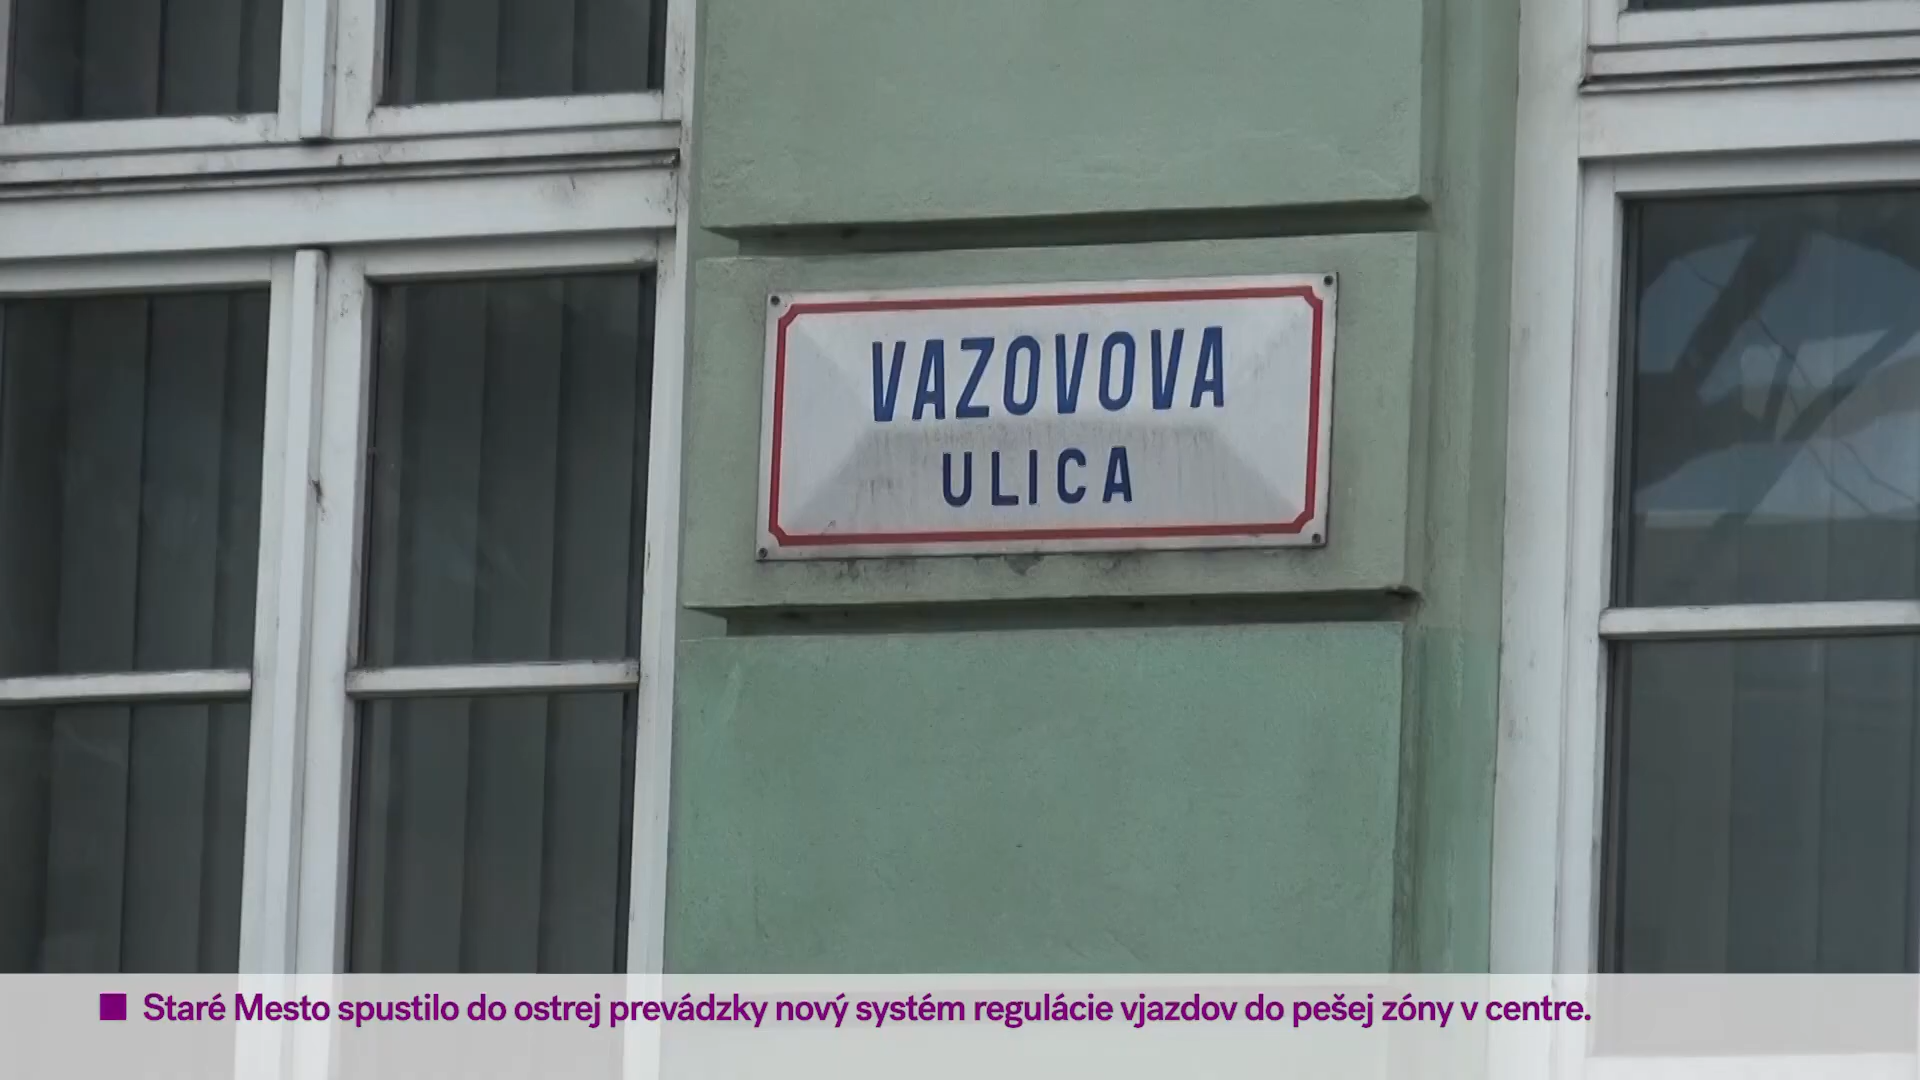 VAZOVOVA
ULICA
Staré Mesto spustilo do ostrej prevádzky nový systém regulácie vjazdov do pešej zóny v centre.